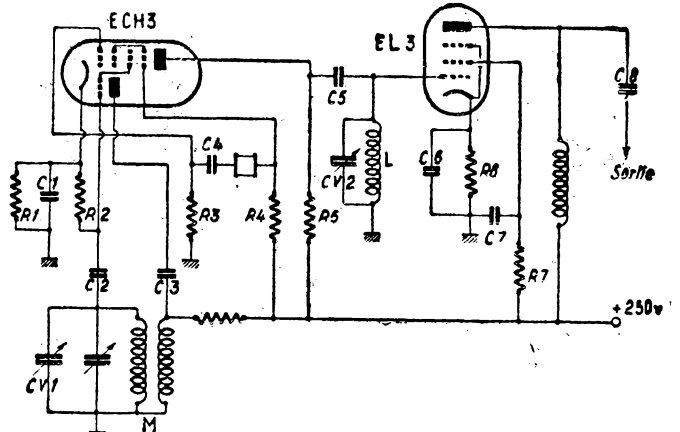 ECH3
EL3
C5
C8
C4
L
CV2
C6
R8
Sortie
R1
C1
R2
R3
R4
R5
C7
R7
C2
C3
+250v
CV1
M